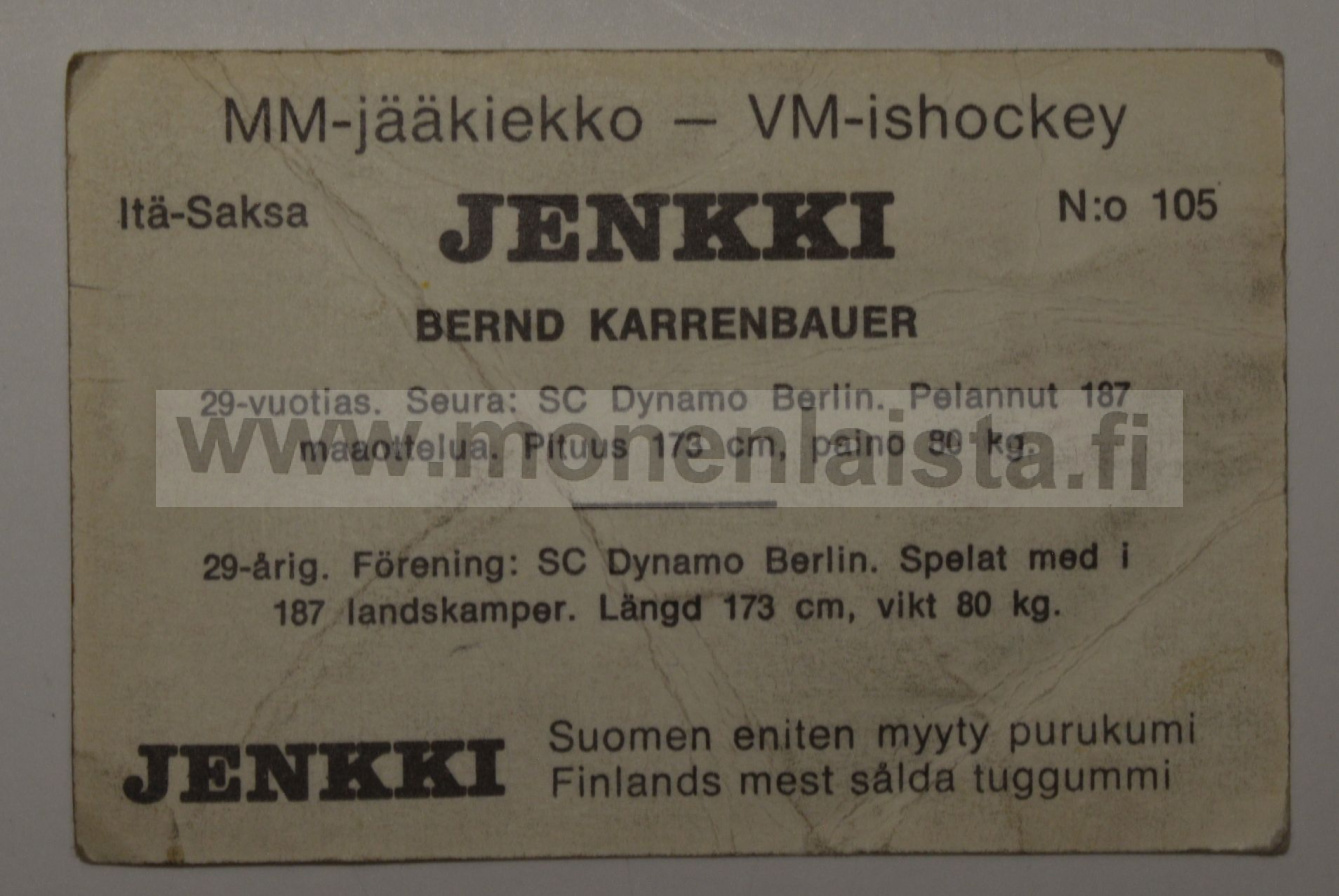 MM-jääkiekko — VM-ishockey
Itä-Saksa JENKKI N:o 105
BERND KARRENBAUER
29-vuotias. Seura: SC Dynamo Berlin. Pelannut 187
maaottelua. Pituus 173 cm, paino 80 kg.
www.monenlaista.fi
29-årig. Förening: SC Dynamo Berlin. Spelat med i
187 landskamper. Längd 173 cm, vikt 80 kg.
JENKKI Suomen eniten myyty purukumi
Finlands mest sålda tuggummi